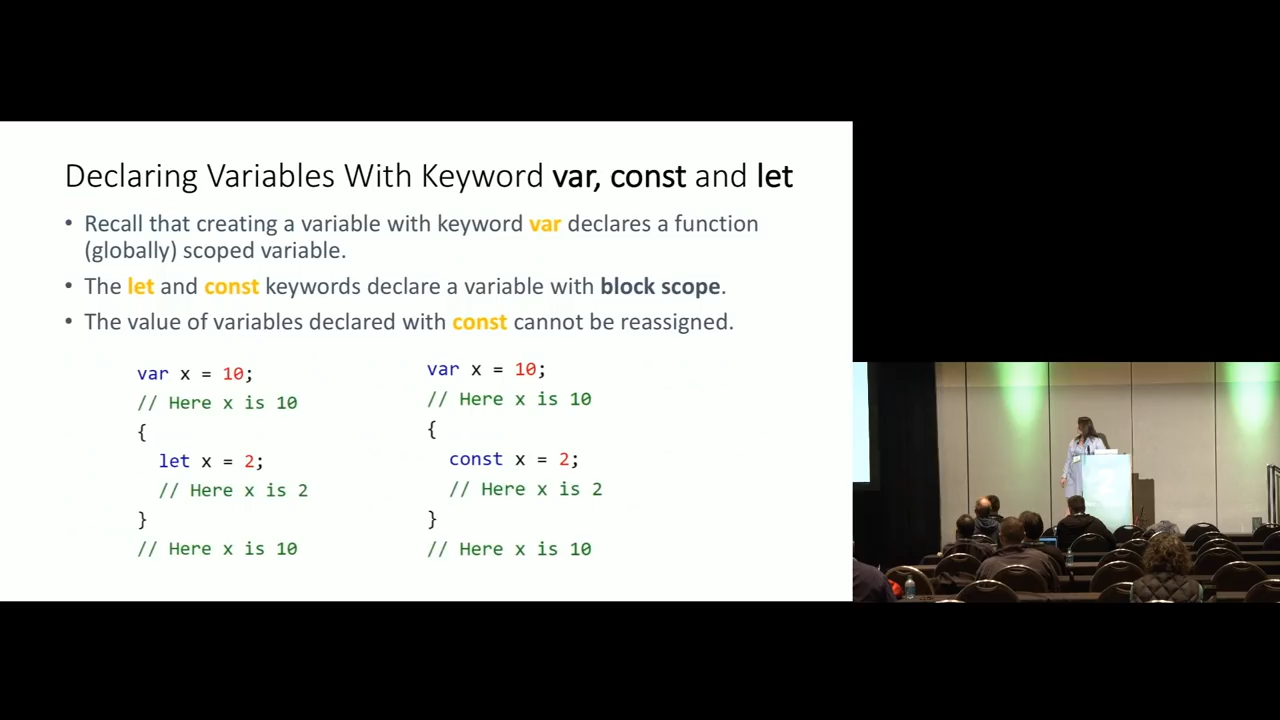 Declaring Variables With Keyword var, const and let
• Recall that creating a variable with keyword var declares a function
(globally) scoped variable.
• The let and const keywords declare a variable with block scope.
• The value of variables declared with const cannot be reassigned.
var x = 10;
// Here x is 10
{
let x = 2;
// Here x is 2
}
// Here x is 10
var x = 10;
// Here x is 10
{
const x = 2;
// Here x is 2
}
// Here x is 10